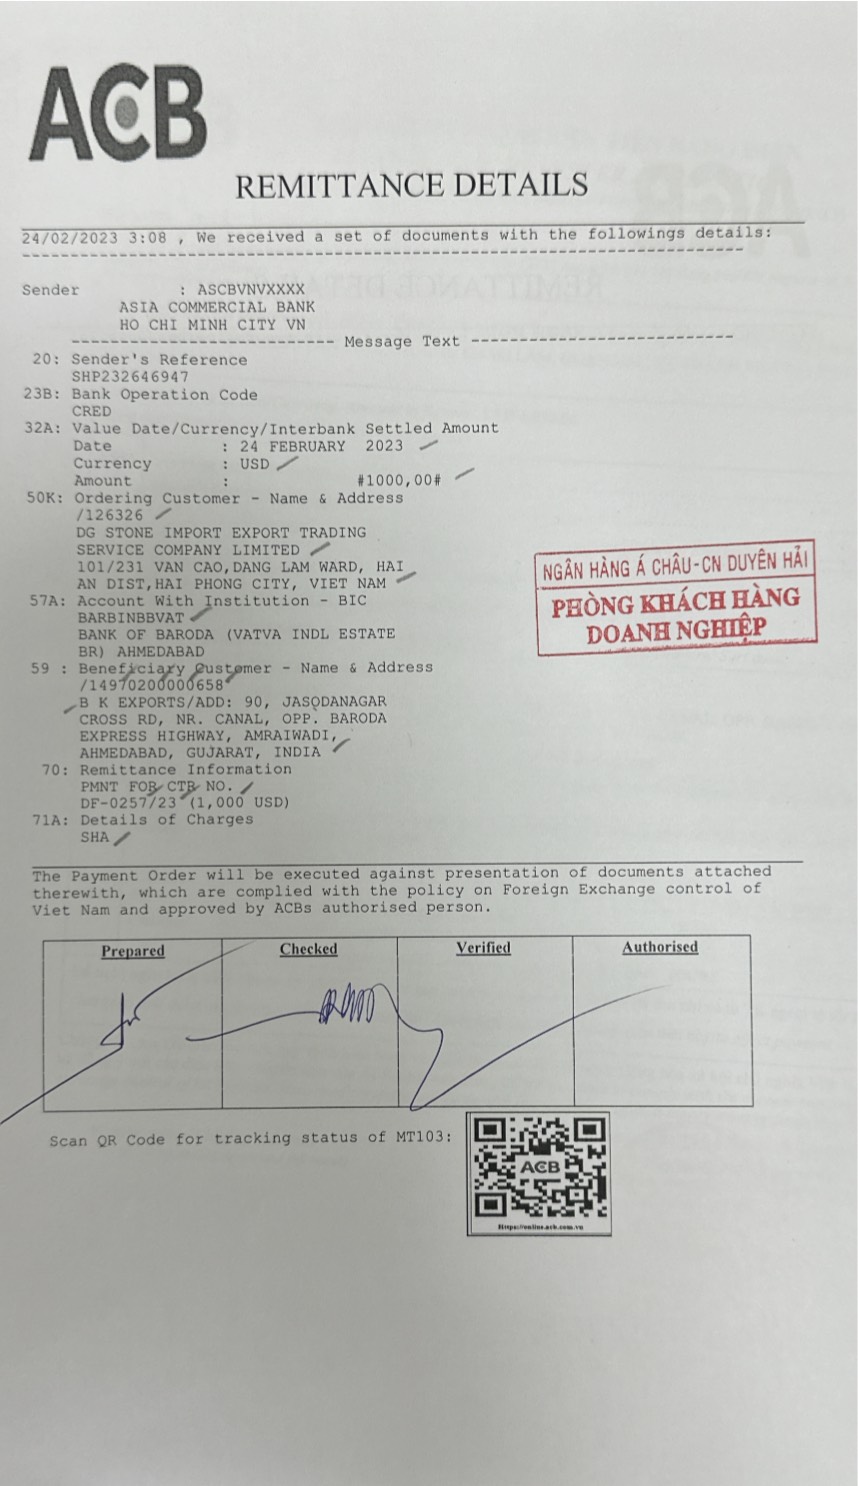 ACB
REMITTANCE DETAILS
24/02/2023 3:08 , We received a set of documents with the followings details:
Sender : ASCBVNVXXXX
ASIA COMMERCIAL BANK
HO CHI MINH CITY VN
--------------------------- Message Text ---------------------------
20: Sender's Reference
SHP232646947
23B: Bank Operation Code
CRED
32A: Value Date/Currency/Interbank Settled Amount
Date : 24 FEBRUARY 2023
Currency : USD
Amount : #1000,00#
50K: Ordering Customer - Name & Address
/126326
DG STONE IMPORT EXPORT TRADING
SERVICE COMPANY LIMITED
101/231 VAN CAO,DANG LAM WARD, HAI
AN DIST,HAI PHONG CITY, VIET NAM
57A: Account With Institution - BIC
BARBINBBVAT
BANK OF BARODA (VATVA INDL ESTATE
BR) AHMEDABAD
59 : Beneficiary Customer - Name & Address
/14970200000658
B K EXPORTS/ADD: 90, JASODANAGAR
CROSS RD, NR. CANAL, OPP. BARODA
EXPRESS HIGHWAY, AMRAIWADI,
AHMEDABAD, GUJARAT, INDIA
70: Remittance Information
PMNT FOR CTR NO.
DF-0257/23 (1,000 USD)
71A: Details of Charges
SHA
NGÂN HÀNG Á CHÂU-CN DUYÊN HẢI
PHÒNG KHÁCH HÀNG
DOANH NGHIỆP
The Payment Order will be executed against presentation of documents attached
therewith, which are complied with the policy on Foreign Exchange control of
Viet Nam and approved by ACBs authorised person.
Prepared Checked Verified Authorised
Scan QR Code for tracking status of MT103:
ACB
Https://online.acb.com.vn